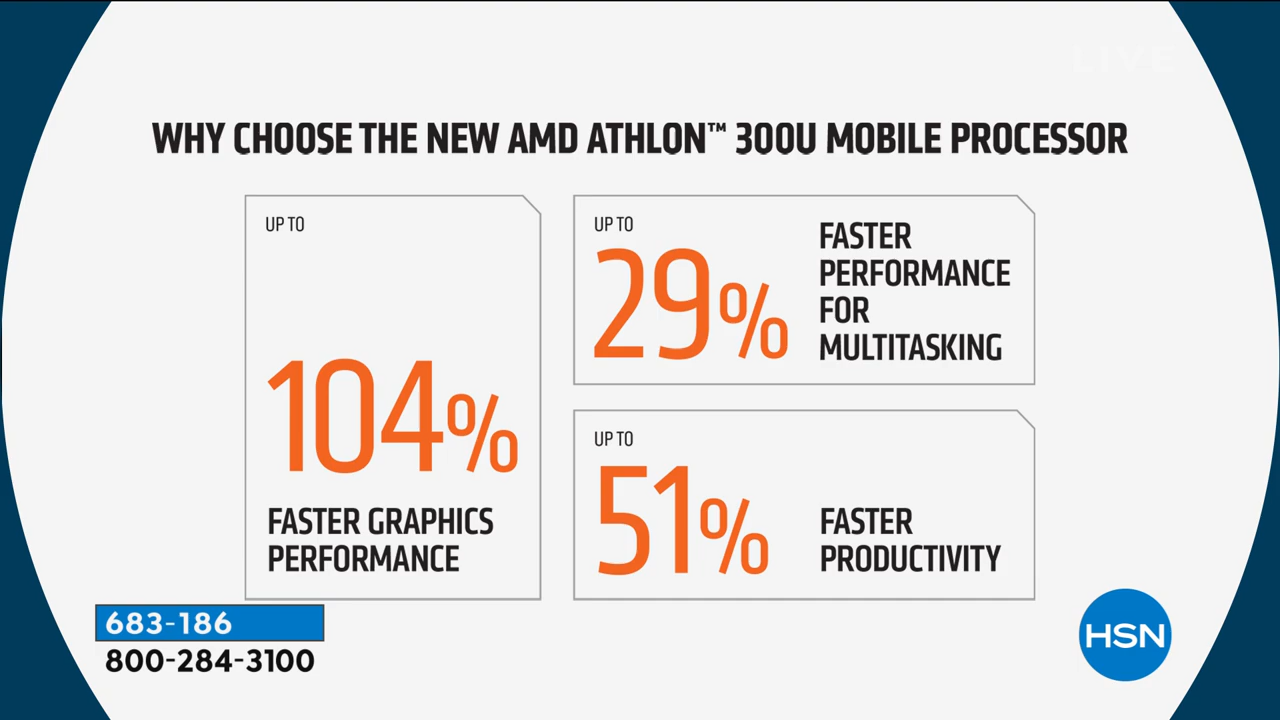 LIVE
WHY CHOOSE THE NEW AMD ATHLON™ 300U MOBILE PROCESSOR
UP TO
104%
FASTER GRAPHICS
PERFORMANCE
UP TO
29%
FASTER
PERFORMANCE
FOR
MULTITASKING
UP TO
51%
FASTER
PRODUCTIVITY
683-186
800-284-3100
HSN